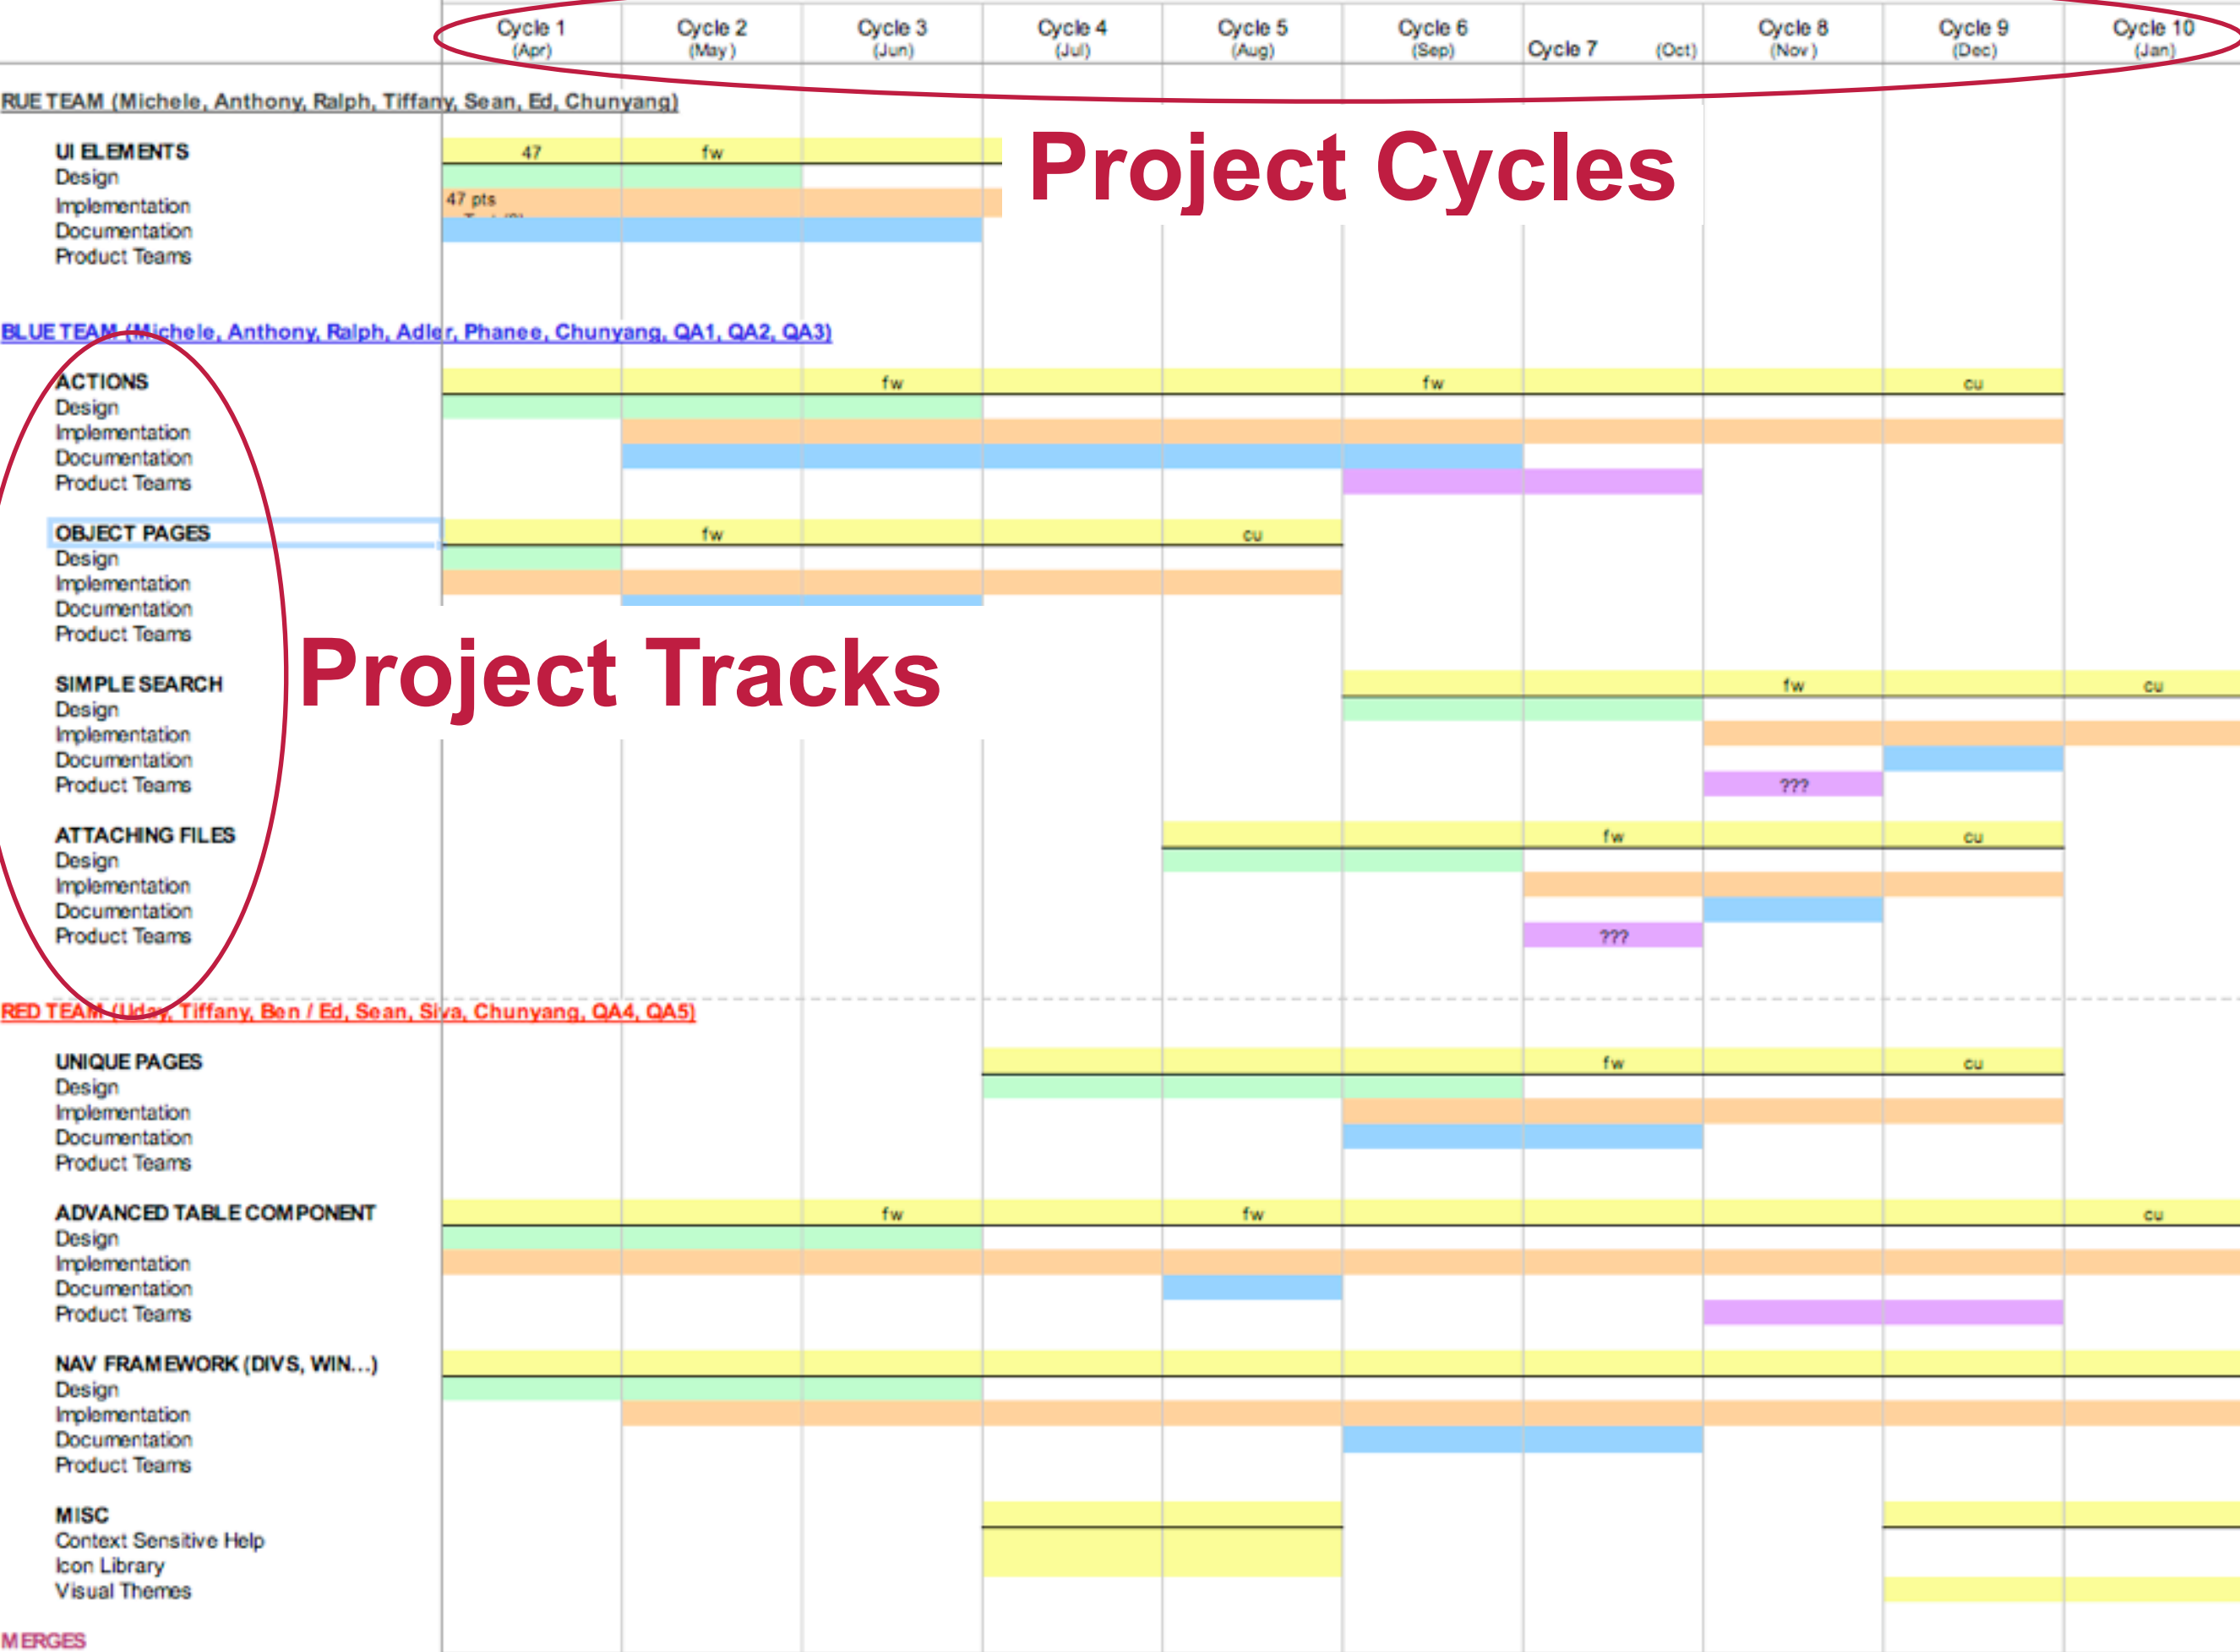 Cycle 1 Cycle 2 Cycle 3 Cycle 4 Cycle 5 Cycle 6 Cycle 7 (Oct) Cycle 8 Cycle 9 Cycle 10
(Apr) (May) (Jun) (Jul) (Aug) (Sep) (Nov) (Dec) (Jan)
RUE TEAM (Michele, Anthony, Ralph, Tiffany, Sean, Ed, Chunyang)
Project Cycles
UI ELEMENTS 47 fw
Design
Implementation 47 pts
Documentation
Product Teams
BLUE TEAM (Michele, Anthony, Ralph, Adler, Phanee, Chunyang, QA1, QA2, QA3)
ACTIONS fw fw cu
Design
Implementation
Documentation
Product Teams
OBJECT PAGES fw cu
Design
Implementation
Documentation
Product Teams
Project Tracks
SIMPLE SEARCH fw cu
Design
Implementation
Documentation
Product Teams ???
ATTACHING FILES fw cu
Design
Implementation
Documentation
Product Teams ???
RED TEAM (Uday, Tiffany, Ben / Ed, Sean, Siva, Chunyang, QA4, QA5)
UNIQUE PAGES fw cu
Design
Implementation
Documentation
Product Teams
ADVANCED TABLE COMPONENT fw fw cu
Design
Implementation
Documentation
Product Teams
NAV FRAMEWORK (DIVS, WIN...)
Design
Implementation
Documentation
Product Teams
MISC
Context Sensitive Help
Icon Library
Visual Themes
MERGES